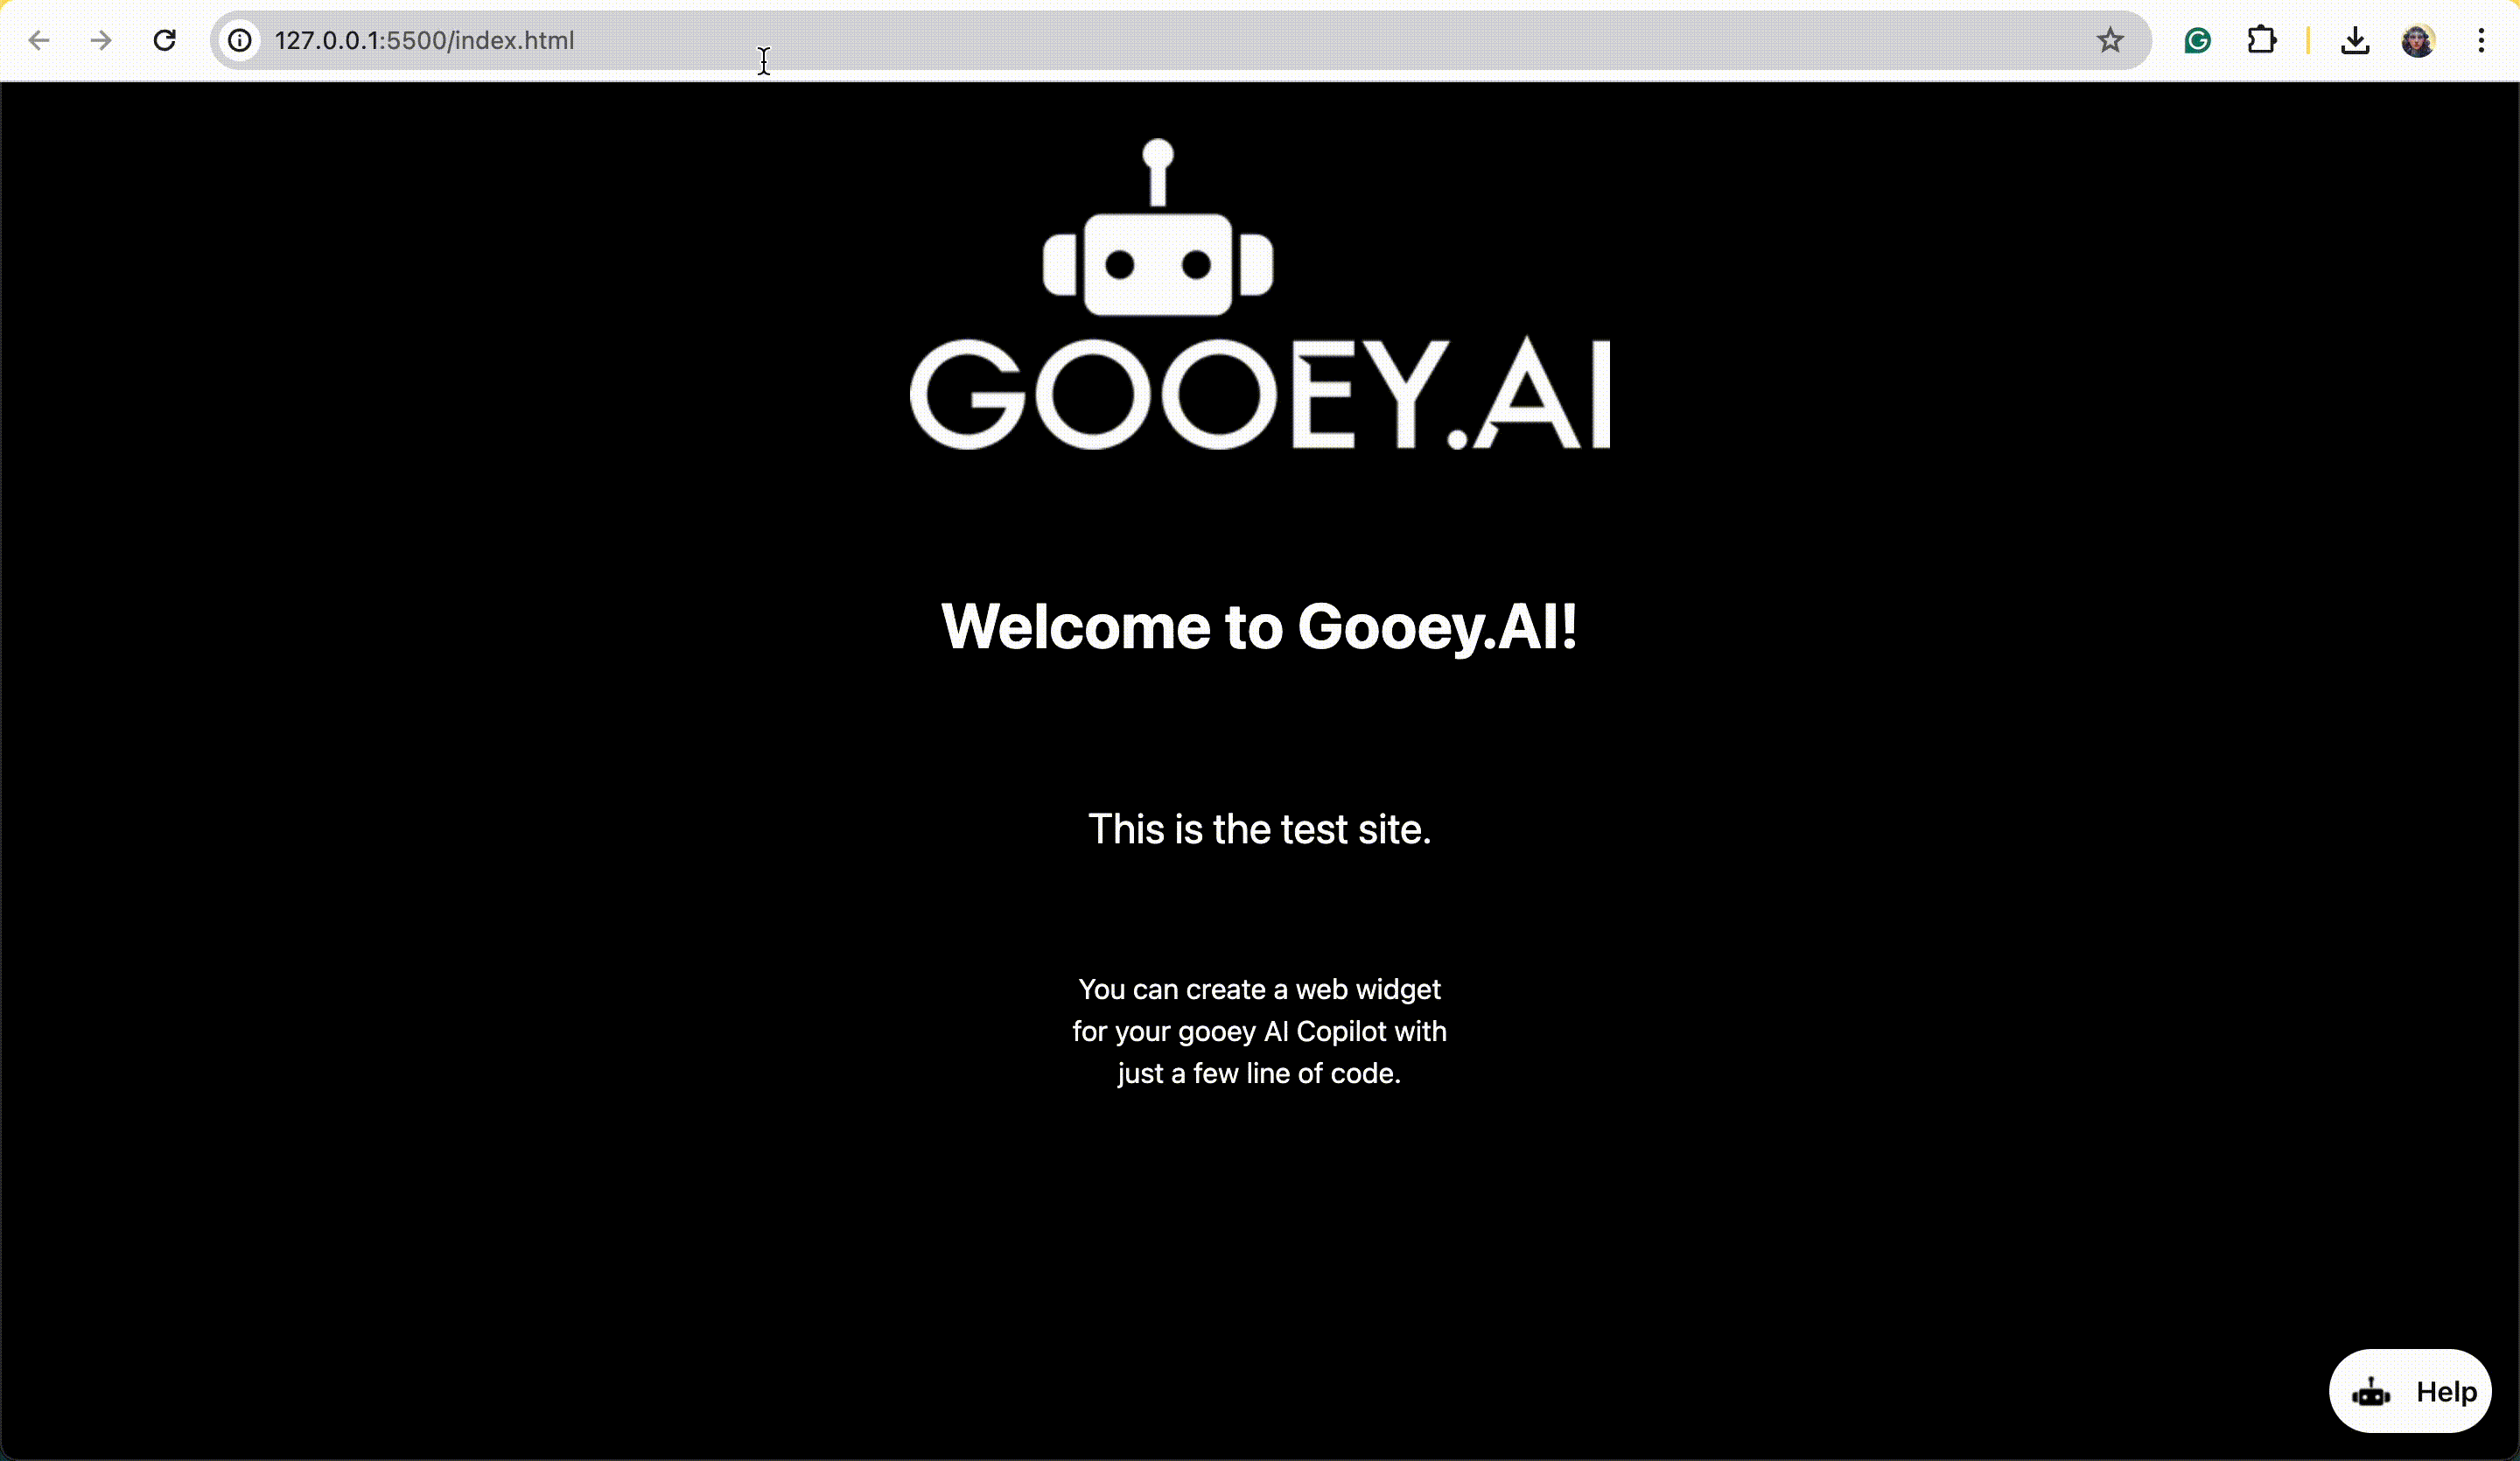 127.0.0.1:5500/index.html
GOOEY.AI
Welcome to Gooey.AI!
This is the test site.
You can create a web widget
for your gooey AI Copilot with
just a few line of code.
Help